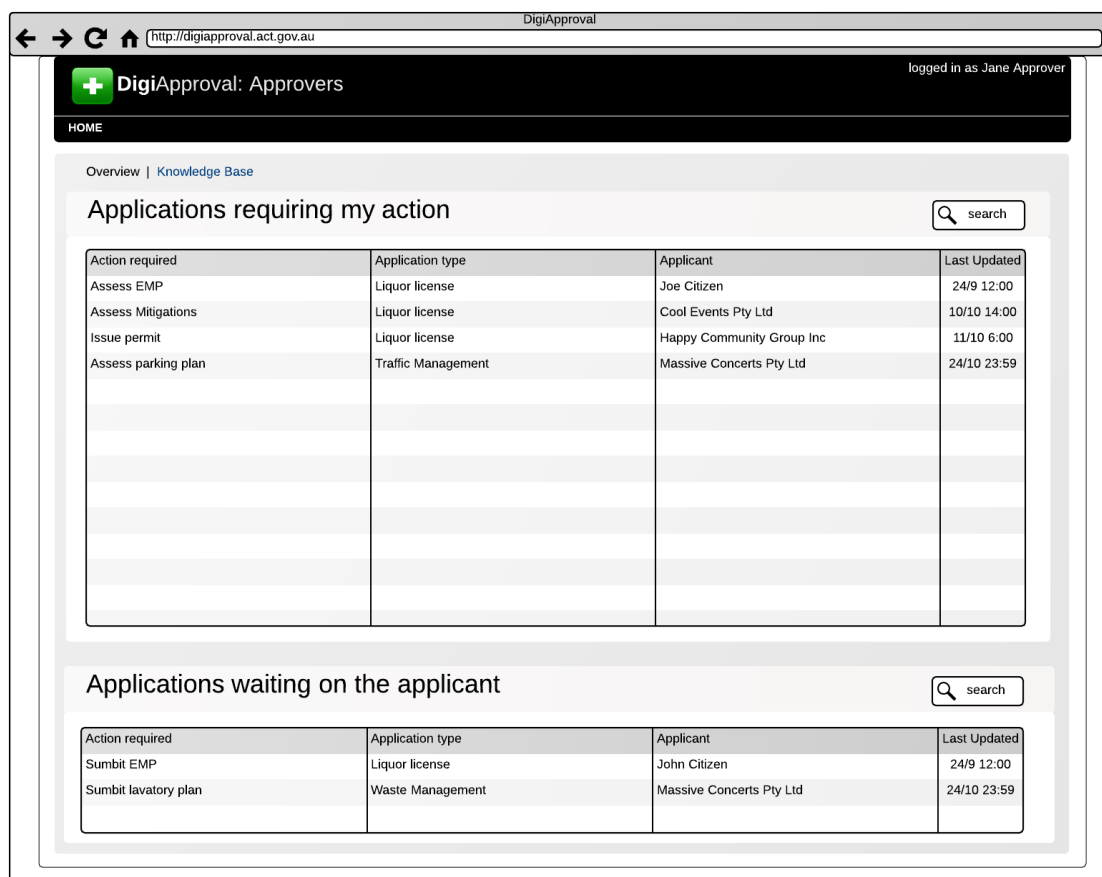 DigiApproval
http://digiapproval.act.gov.au
logged in as Jane Approver
DigiApproval: Approvers
HOME
Overview | Knowledge Base
Applications requiring my action
search
Action required Application type Applicant Last Updated
Assess EMP Liquor license Joe Citizen 24/9 12:00
Assess Mitigations Liquor license Cool Events Pty Ltd 10/10 14:00
Issue permit Liquor license Happy Community Group Inc 11/10 6:00
Assess parking plan Traffic Management Massive Concerts Pty Ltd 24/10 23:59
Applications waiting on the applicant
search
Action required Application type Applicant Last Updated
Sumbit EMP Liquor license John Citizen 24/9 12:00
Sumbit lavatory plan Waste Management Massive Concerts Pty Ltd 24/10 23:59